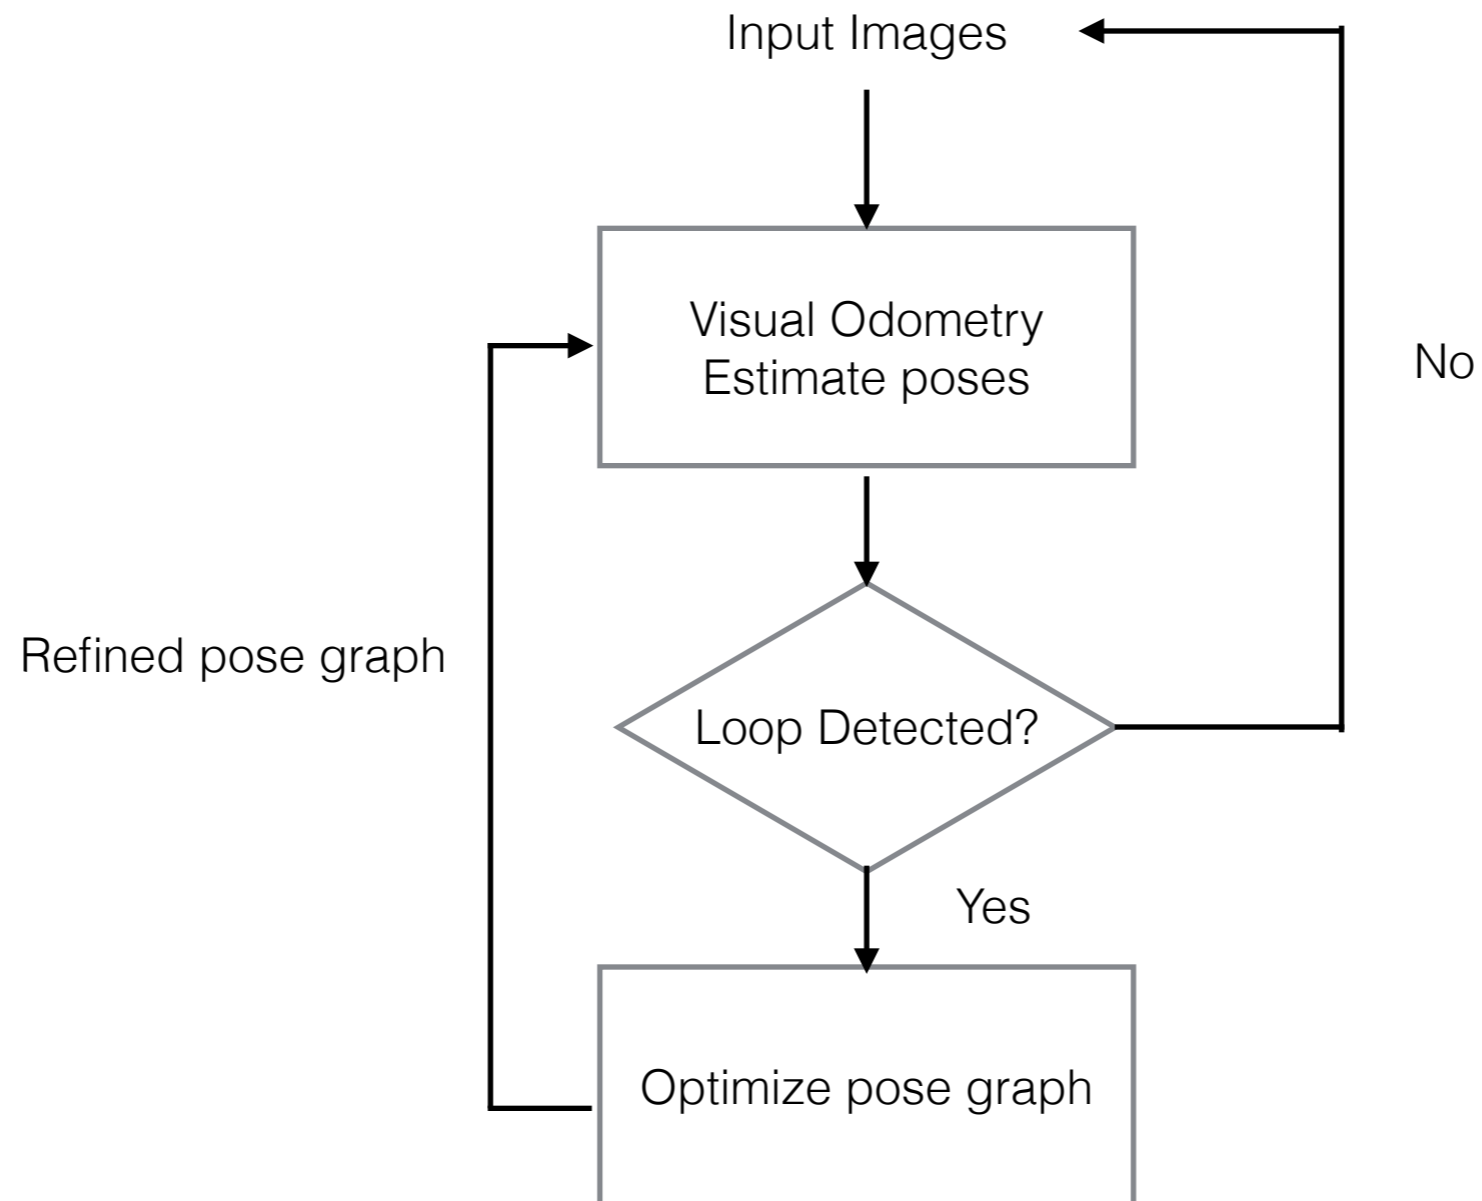 Input Images
Visual Odometry
Estimate poses
No
Refined pose graph
Loop Detected?
Yes
Optimize pose graph